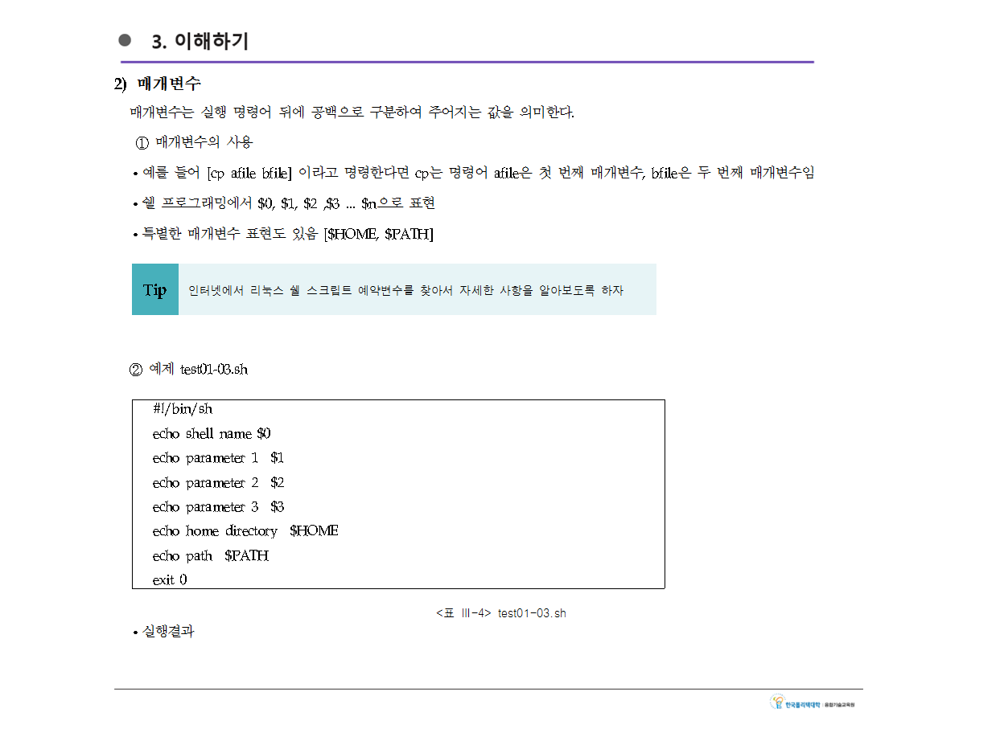 ● 3. 이해하기
2) 매개변수
매개변수는 실행 명령어 뒤에 공백으로 구분하여 주어지는 값을 의미한다.
① 매개변수의 사용
• 예를 들어 [cp afile bfile] 이라고 명령한다면 cp는 명령어 afile은 첫 번째 매개변수, bfile은 두 번째 매개변수임
• 쉘 프로그래밍에서 $0, $1, $2 ,$3 ... $n으로 표현
• 특별한 매개변수 표현도 있음 [$HOME, $PATH]
Tip 인터넷에서 리눅스 쉘 스크립트 예약변수를 찾아서 자세한 사항을 알아보도록 하자
② 예제 test01-03.sh
#!/bin/sh
echo shell name $0
echo parameter 1 $1
echo parameter 2 $2
echo parameter 3 $3
echo home directory $HOME
echo path $PATH
exit 0
<표 III-4> test01-03.sh
• 실행결과
한국폴리텍대학 | 융합기술교육원